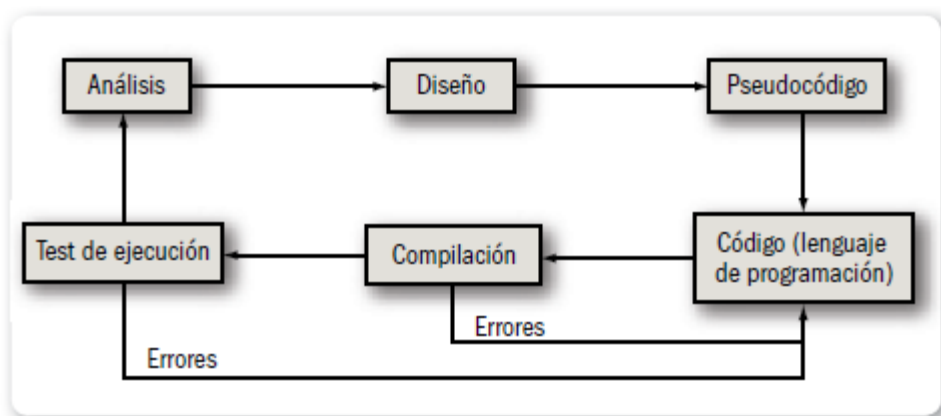 Análisis
Diseño
Pseudocódigo
Test de ejecución
Compilación
Código (lenguaje
de programación)
Errores
Errores